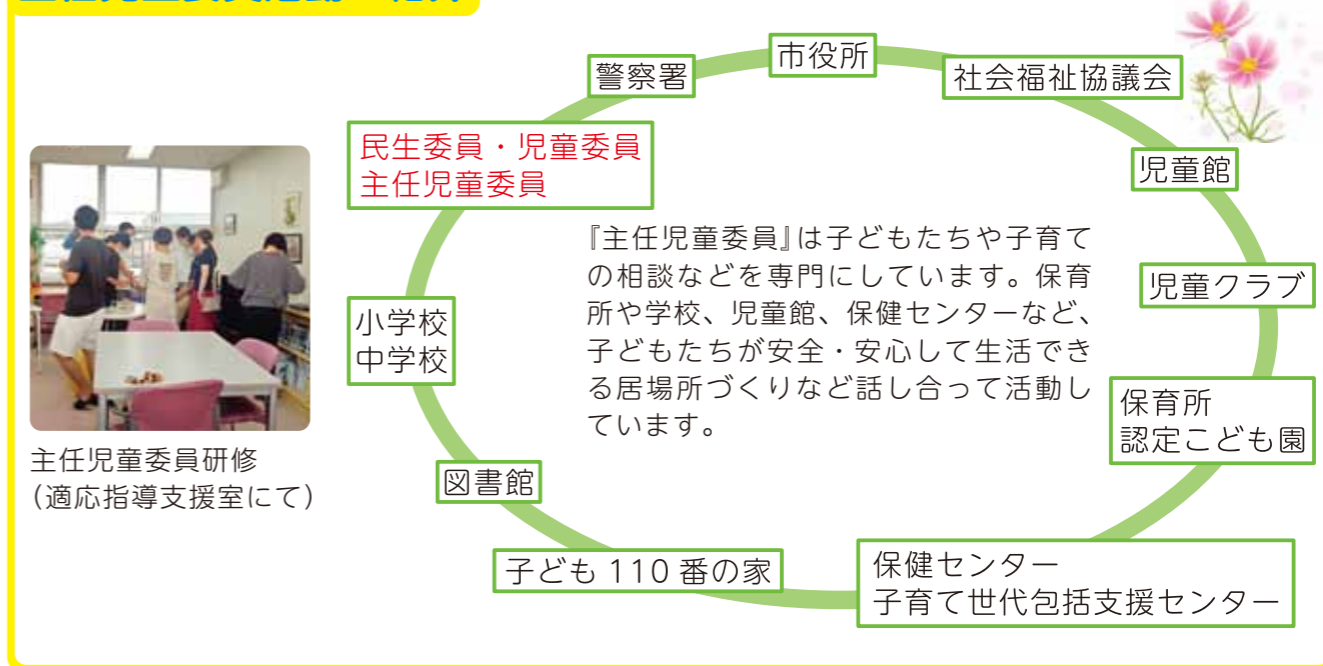 警察署
市役所
社会福祉協議会
民生委員・児童委員
主任児童委員
児童館
『主任児童委員』は子どもたちや子育て
の相談などを専門にしています。保育
所や学校、児童館、保健センターなど、
子どもたちが安全・安心して生活でき
る居場所づくりなど話し合って活動し
ています。
児童クラブ
小学校
中学校
保育所
認定こども園
主任児童委員研修
（適応指導支援室にて）
図書館
子ども 110 番の家
保健センター
子育て世代包括支援センター